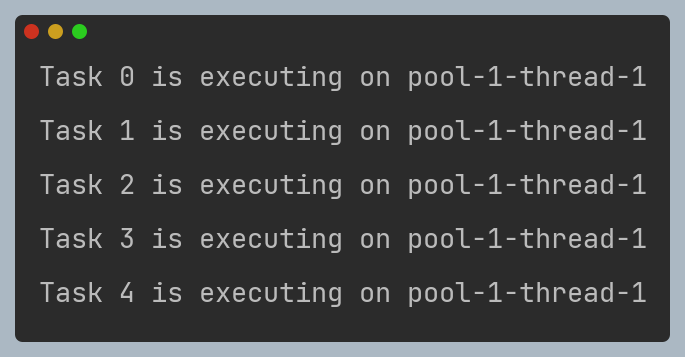 Task 0 is executing on pool-1-thread-1
Task 1 is executing on pool-1-thread-1
Task 2 is executing on pool-1-thread-1
Task 3 is executing on pool-1-thread-1
Task 4 is executing on pool-1-thread-1